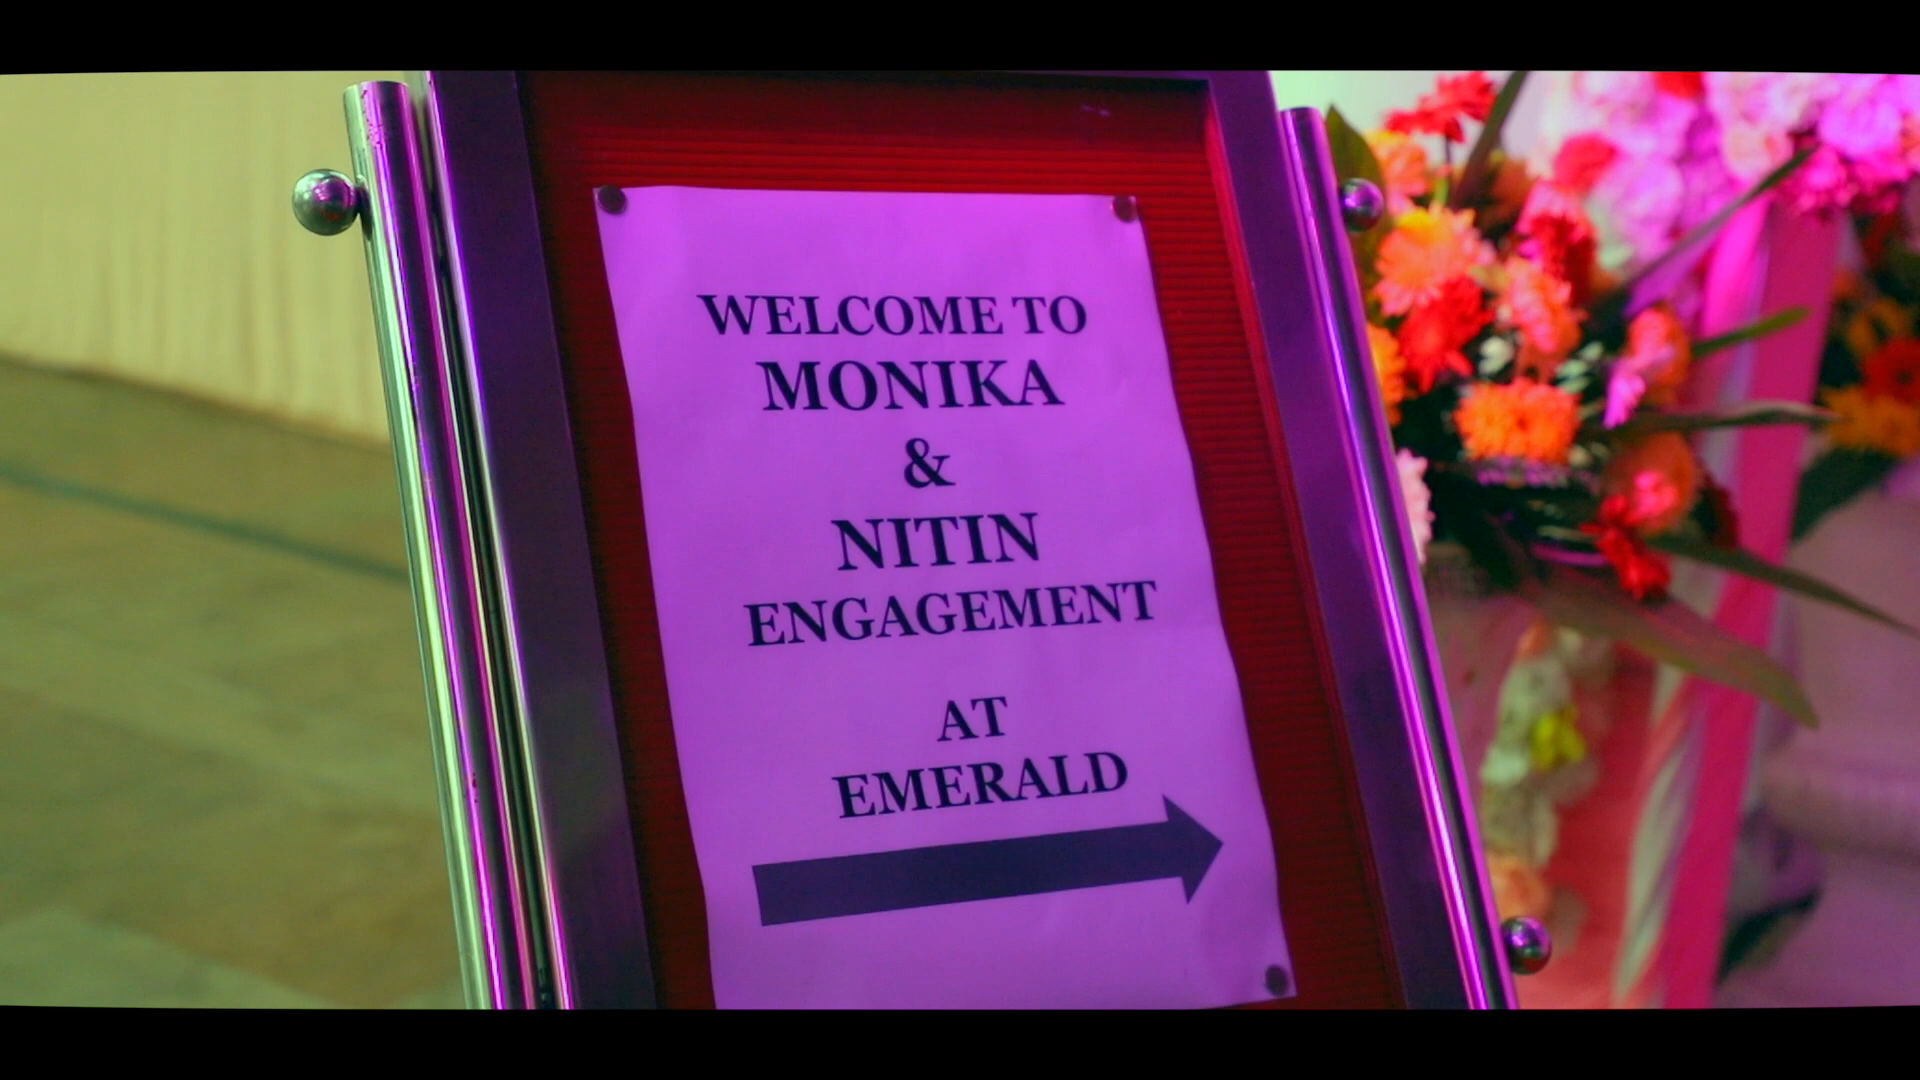 WELCOME TO
MONIKA
&
NITIN
ENGAGEMENT
AT
EMERALD